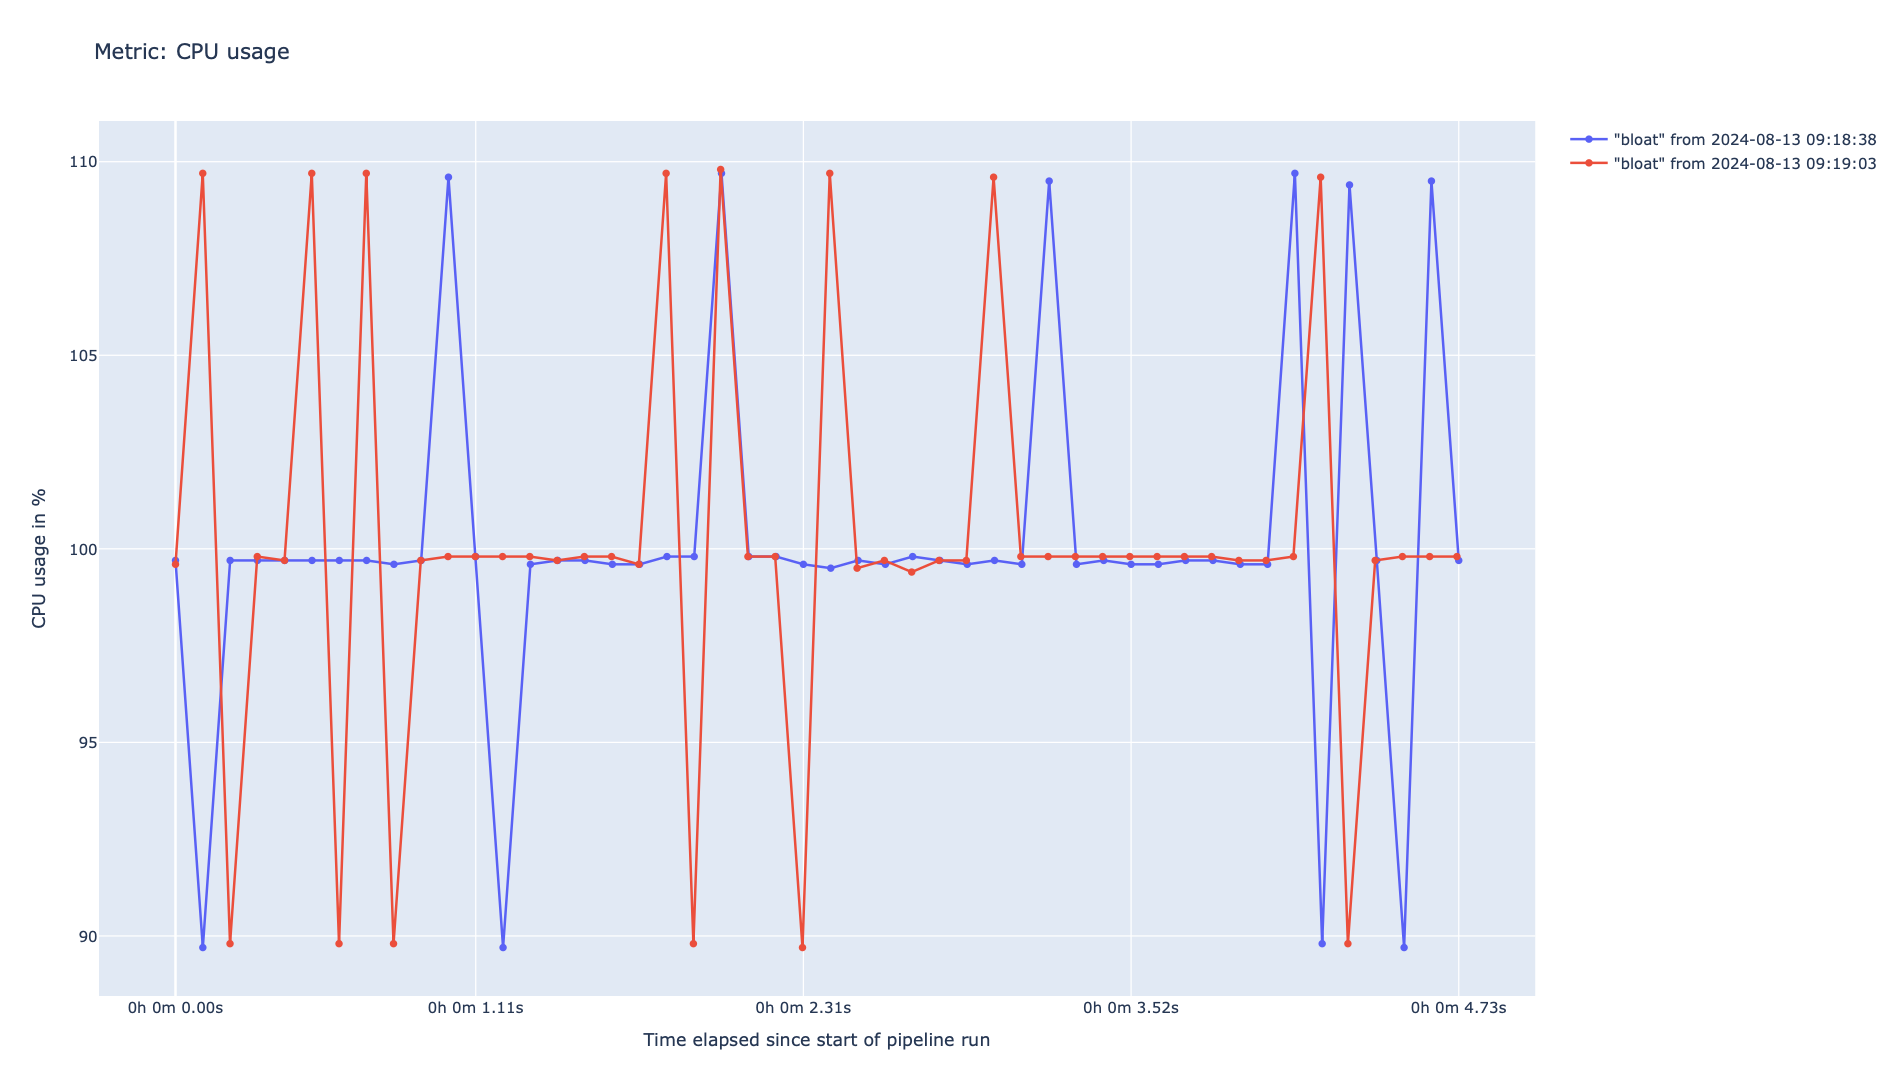 Metric: CPU usage
"bloat" from 2024-08-13 09:18:38
"bloat" from 2024-08-13 09:19:03
110
105
100
95
90
CPU usage in %
0h 0m 0.00s 0h 0m 1.11s 0h 0m 2.31s 0h 0m 3.52s 0h 0m 4.73s
Time elapsed since start of pipeline run